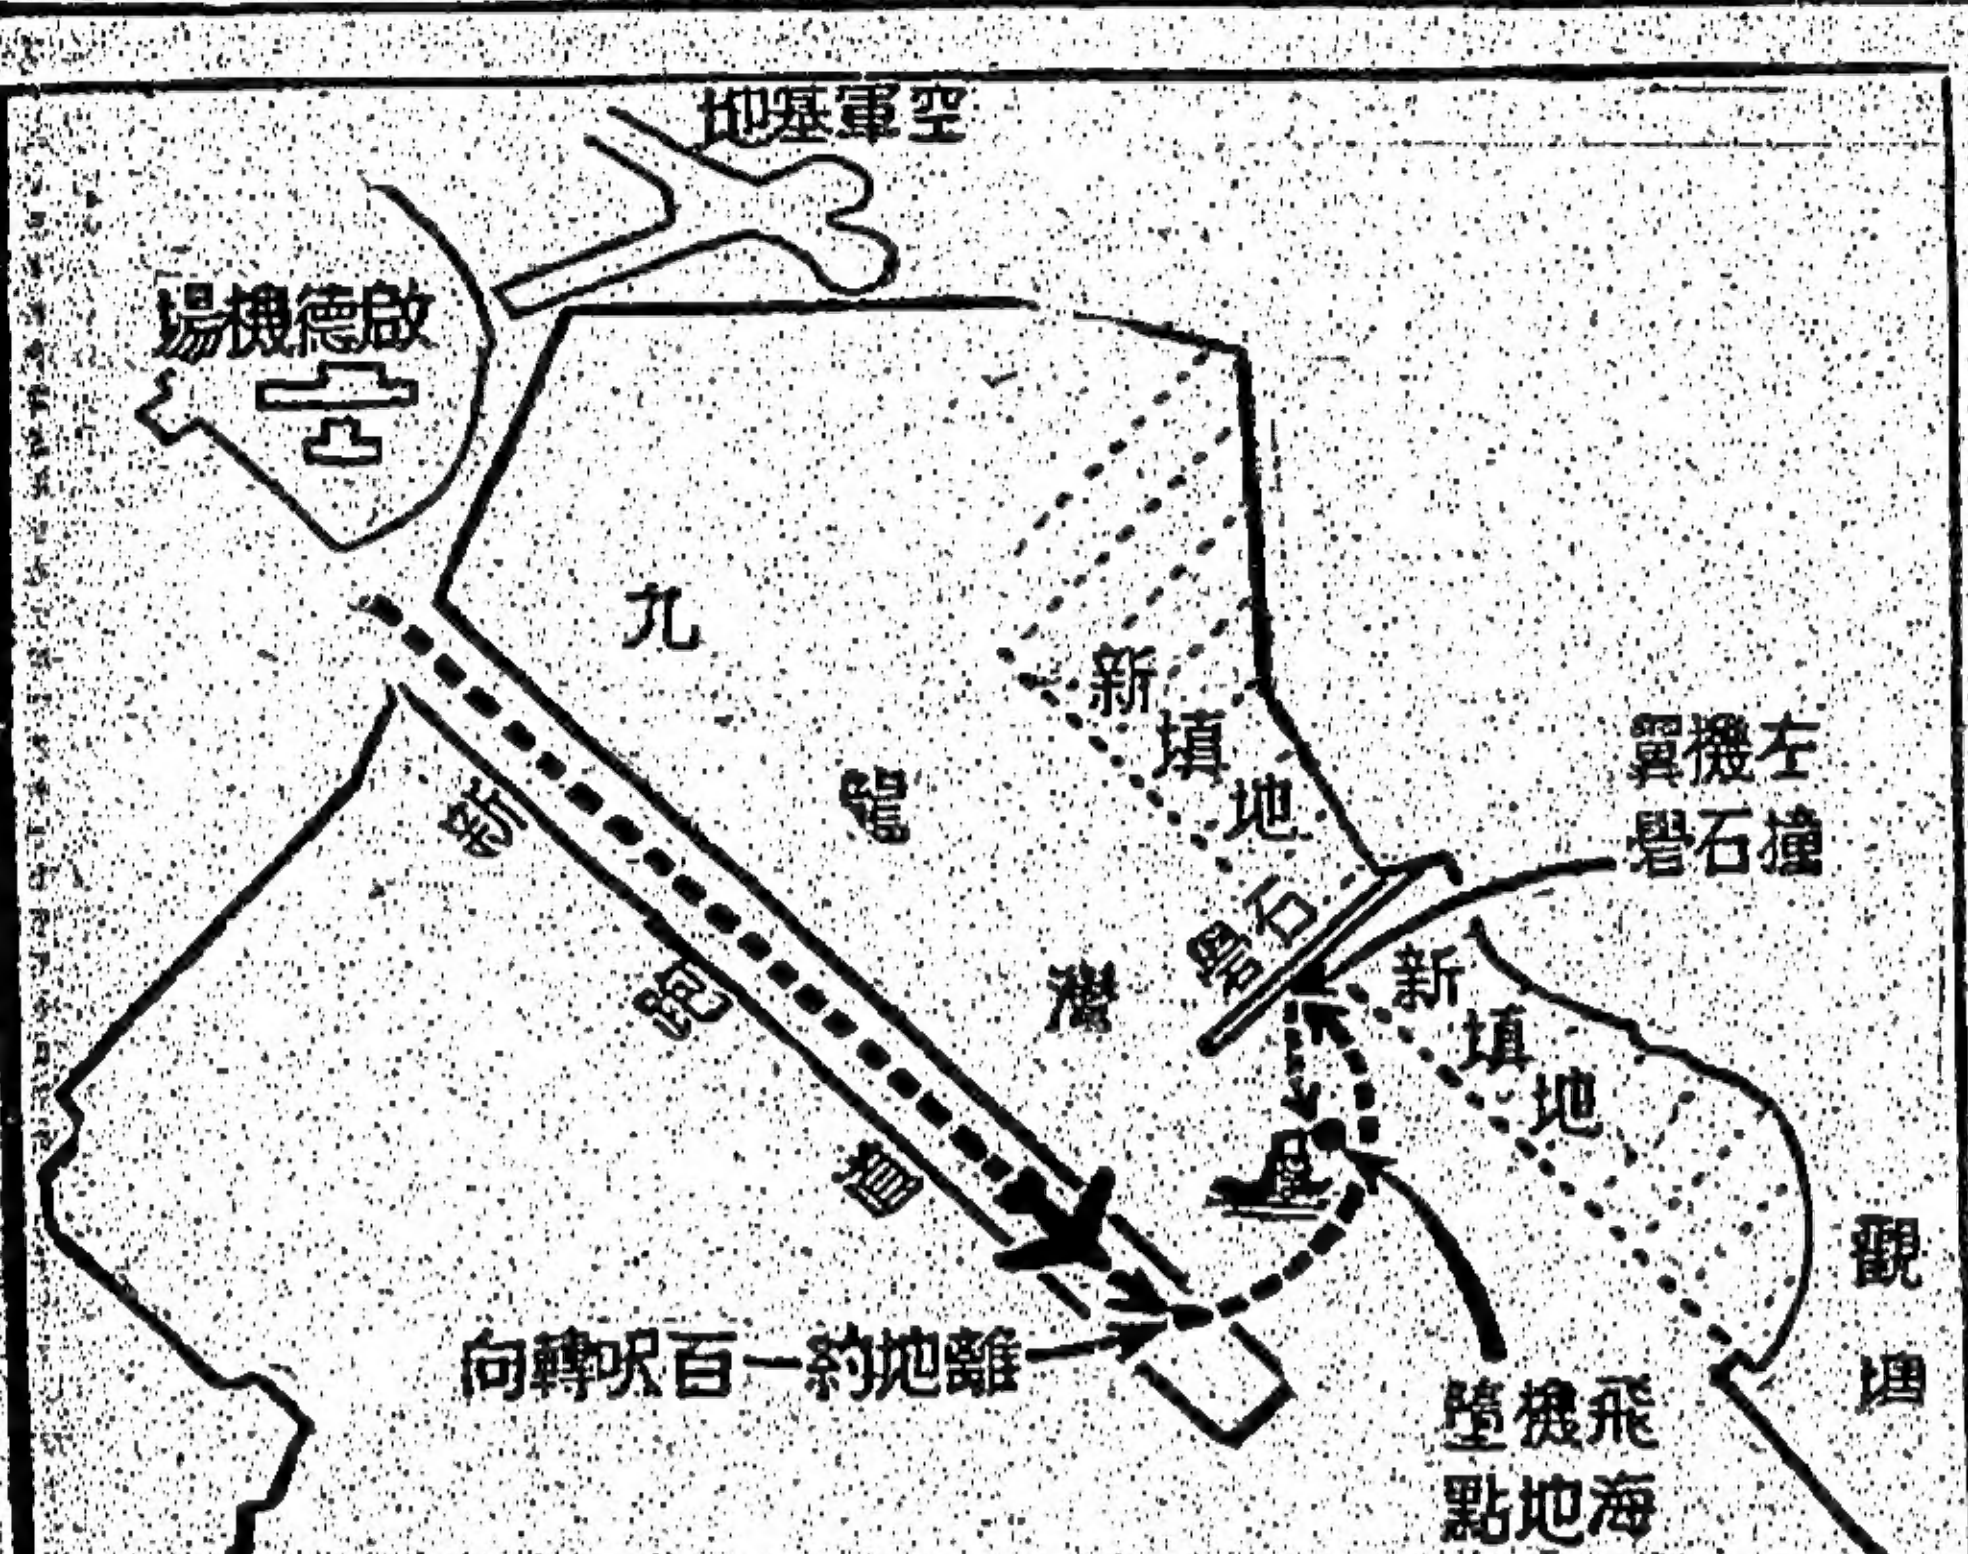 空軍基地
啟德機場
九龍灣
新填地
左機翼
撞石壆
石壆
新填地
新跑道
觀塘
離地約一百呎轉向
飛機墮
海地點